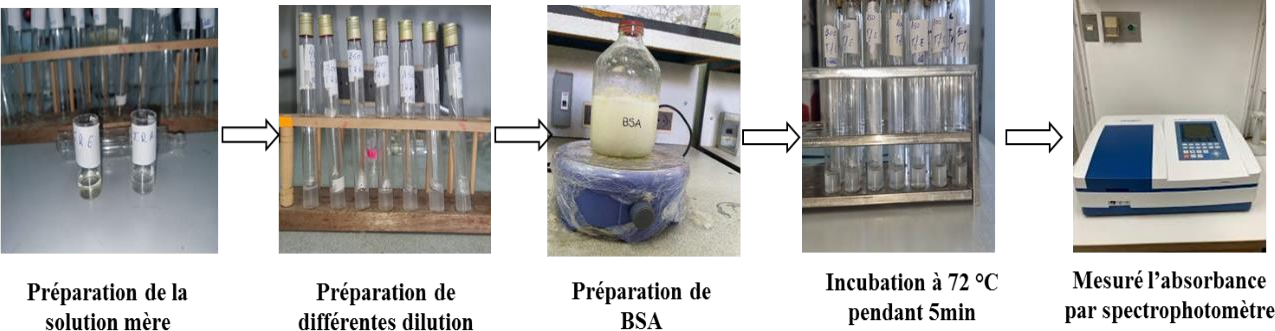 BSA
Préparation de la
solution mère
Préparation de
différentes dilution
Préparation de
BSA
Incubation à 72 °C
pendant 5min
Mesuré l’absorbance
par spectrophotomètre